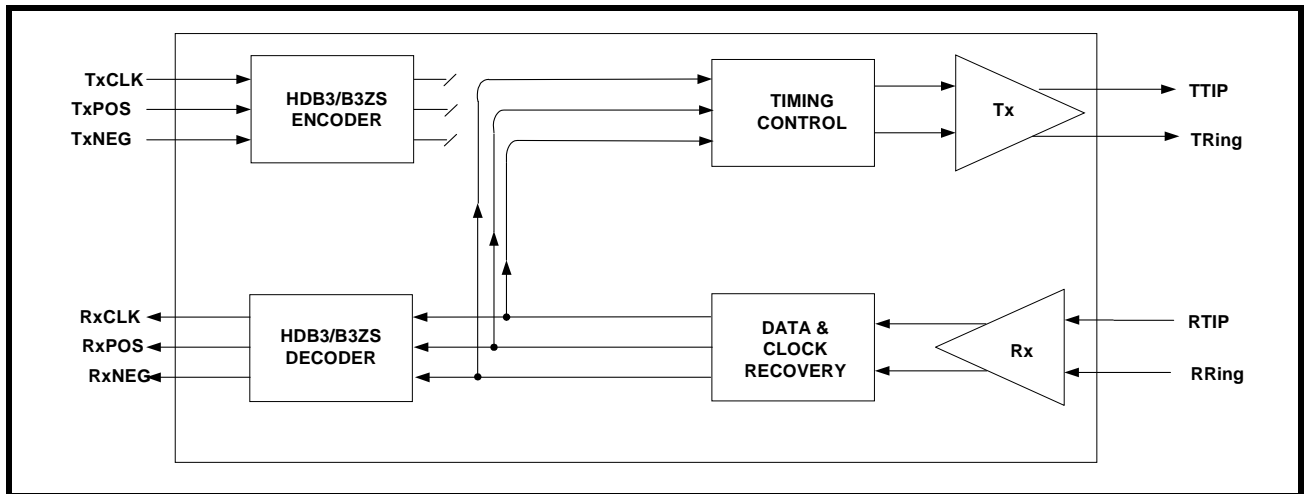 TxCLK
TxPOS
TxNEG
HDB3/B3ZS
ENCODER
TIMING
CONTROL
Tx
TTIP
TRing
RxCLK
RxPOS
RxNEG
HDB3/B3ZS
DECODER
DATA &
CLOCK
RECOVERY
Rx
RTIP
RRing